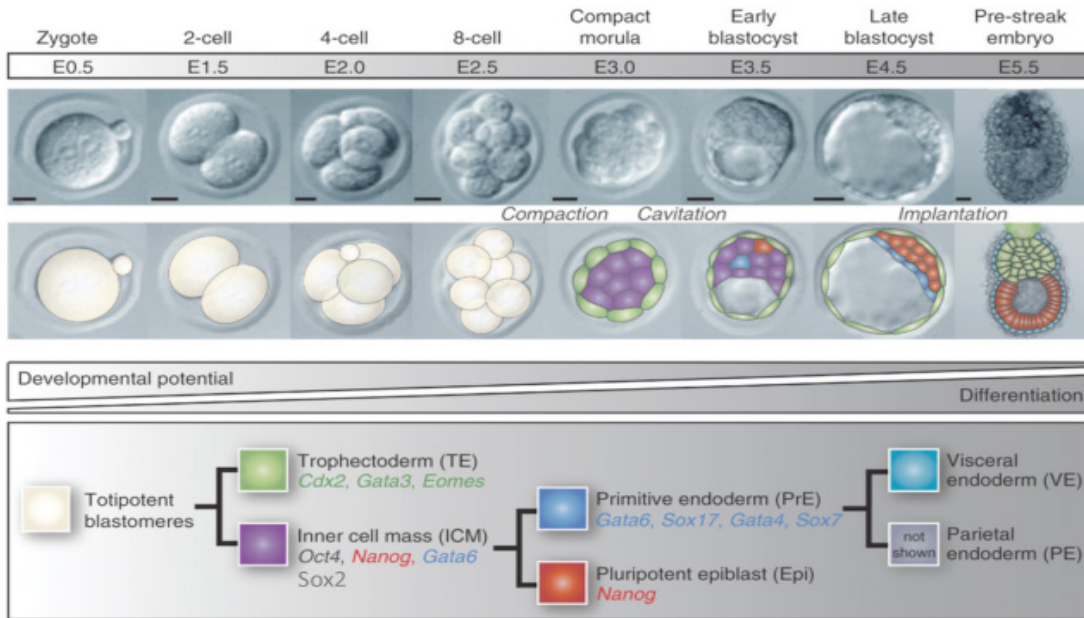 Zygote
2-cell
4-cell
8-cell
Compact
morula
Early
blastocyst
Late
blastocyst
Pre-streak
embryo
E0.5
E1.5
E2.0
E2.5
E3.0
E3.5
E4.5
E5.5
Compaction
Cavitation
Implantation
Developmental potential
Differentiation
Totipotent
blastomeres
Trophectoderm (TE)
Cdx2, Gata3, Eomes
Inner cell mass (ICM)
Oct4, Nanog, Gata6
Sox2
Primitive endoderm (PrE)
Gata6, Sox17, Gata4, Sox7
Pluripotent epiblast (Epi)
Nanog
Visceral
endoderm (VE)
not
shown
Parietal
endoderm (PE)